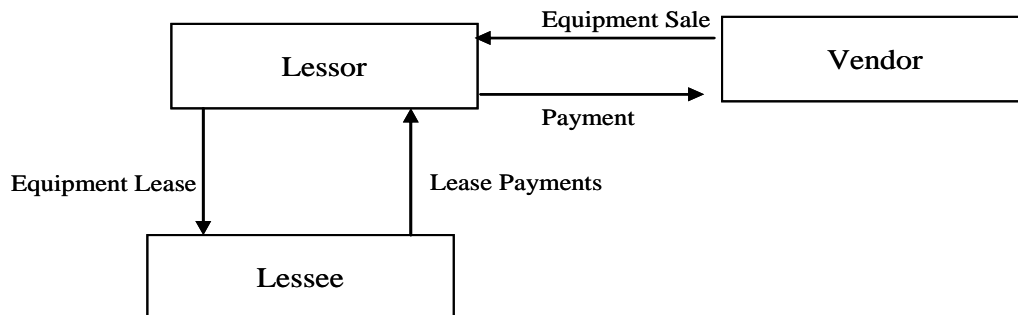 Equipment Sale
Lessor
Vendor
Payment
Equipment Lease
Lease Payments
Lessee